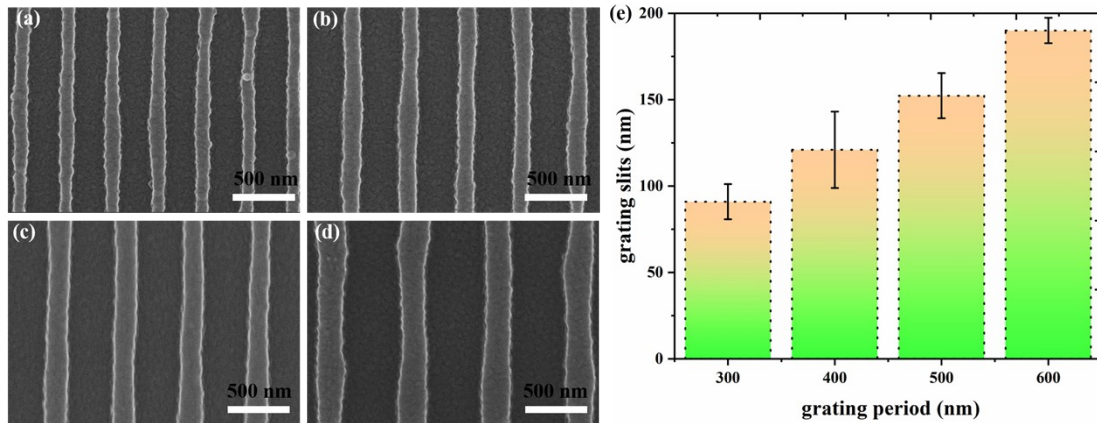 (a)
500 nm
(b)
500 nm
(c)
500 nm
(d)
500 nm
(e)
grating slits (nm)
200
150
100
50
0
300 400 500 600
grating period (nm)